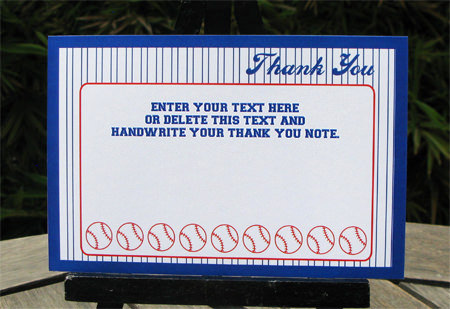 Thank You
ENTER YOUR TEXT HERE
OR DELETE THIS TEXT AND
HANDWRITE YOUR THANK YOU NOTE.